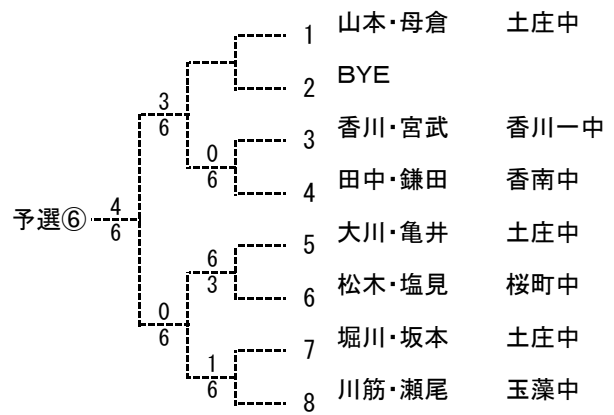 1 山本・母倉 土庄中
2 BYE
3
6
3 香川・宮武 香川一中
0
6
4 田中・鎌田 香南中
予選⑥
4
6
5 大川・亀井 土庄中
6
3
6 松木・塩見 桜町中
0
6
7 堀川・坂本 土庄中
1
6
8 川筋・瀬尾 玉藻中